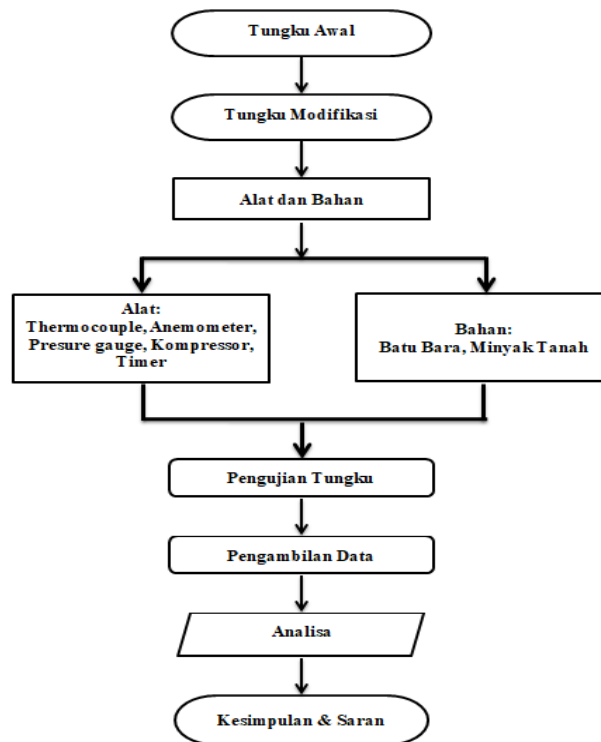 Tungku Awal
Tungku Modifikasi
Alat dan Bahan
Alat:
Thermocouple, Anemometer,
Presure gauge, Kompressor,
Timer
Bahan:
Batu Bara, Minyak Tanah
Pengujian Tungku
Pengambilan Data
Analisa
Kesimpulan & Saran